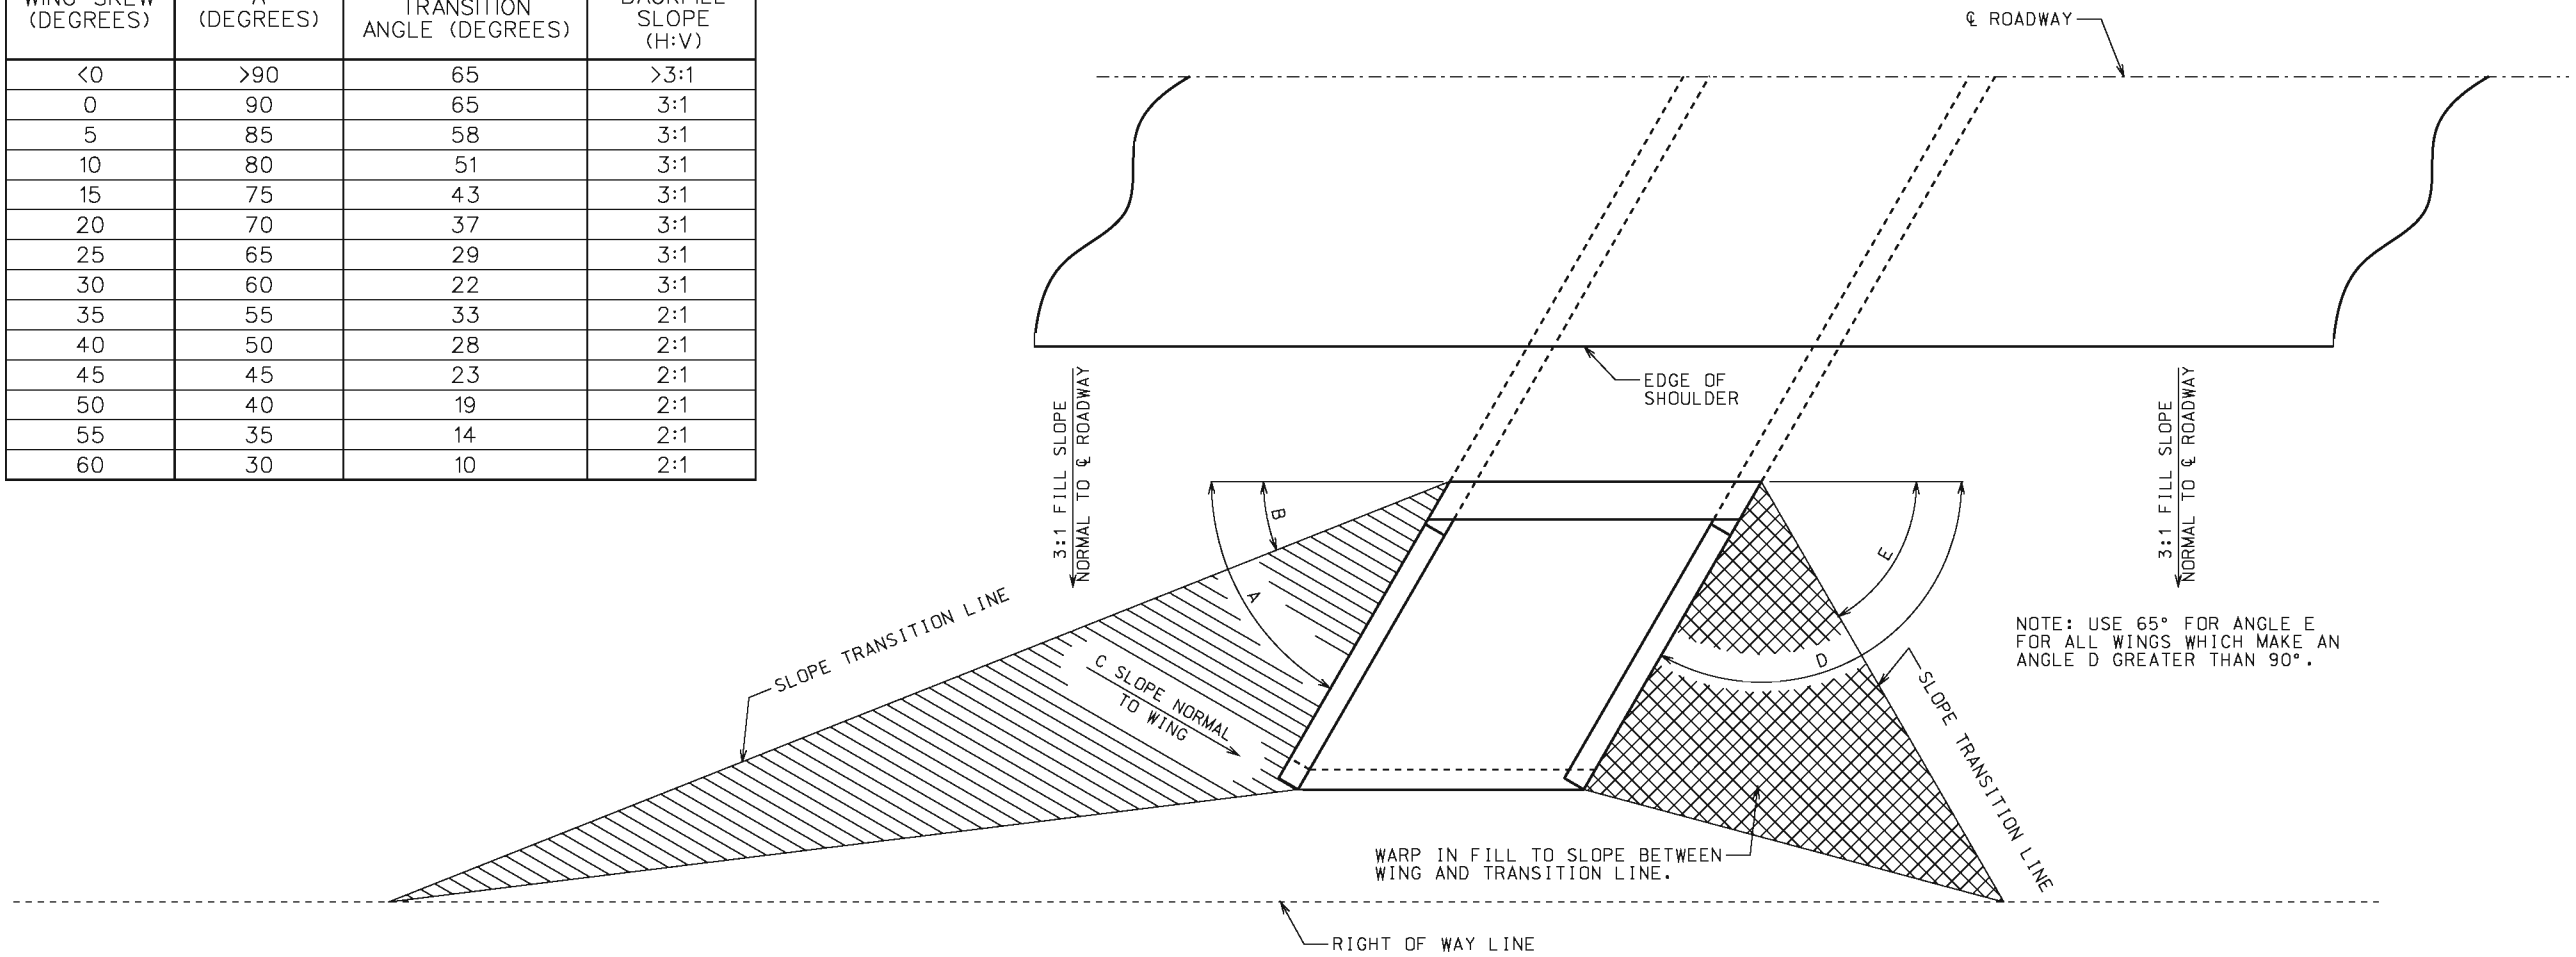 (DEGREES) (DEGREES) TRANSITION ANGLE (DEGREES) SLOPE (H:V)
<0 >90 65 >3:1
0 90 65 3:1
5 85 58 3:1
10 80 51 3:1
15 75 43 3:1
20 70 37 3:1
25 65 29 3:1
30 60 22 3:1
35 55 33 2:1
40 50 28 2:1
45 45 23 2:1
50 40 19 2:1
55 35 14 2:1
60 30 10 2:1
℄ ROADWAY
EDGE OF
SHOULDER
3:1 FILL SLOPE
NORMAL TO ℄ ROADWAY
3:1 FILL SLOPE
NORMAL TO ℄ ROADWAY
B
A
E
D
SLOPE TRANSITION LINE
C SLOPE NORMAL
TO WING
NOTE: USE 65° FOR ANGLE E
FOR ALL WINGS WHICH MAKE AN
ANGLE D GREATER THAN 90°.
SLOPE TRANSITION LINE
WARP IN FILL TO SLOPE BETWEEN
WING AND TRANSITION LINE.
RIGHT OF WAY LINE